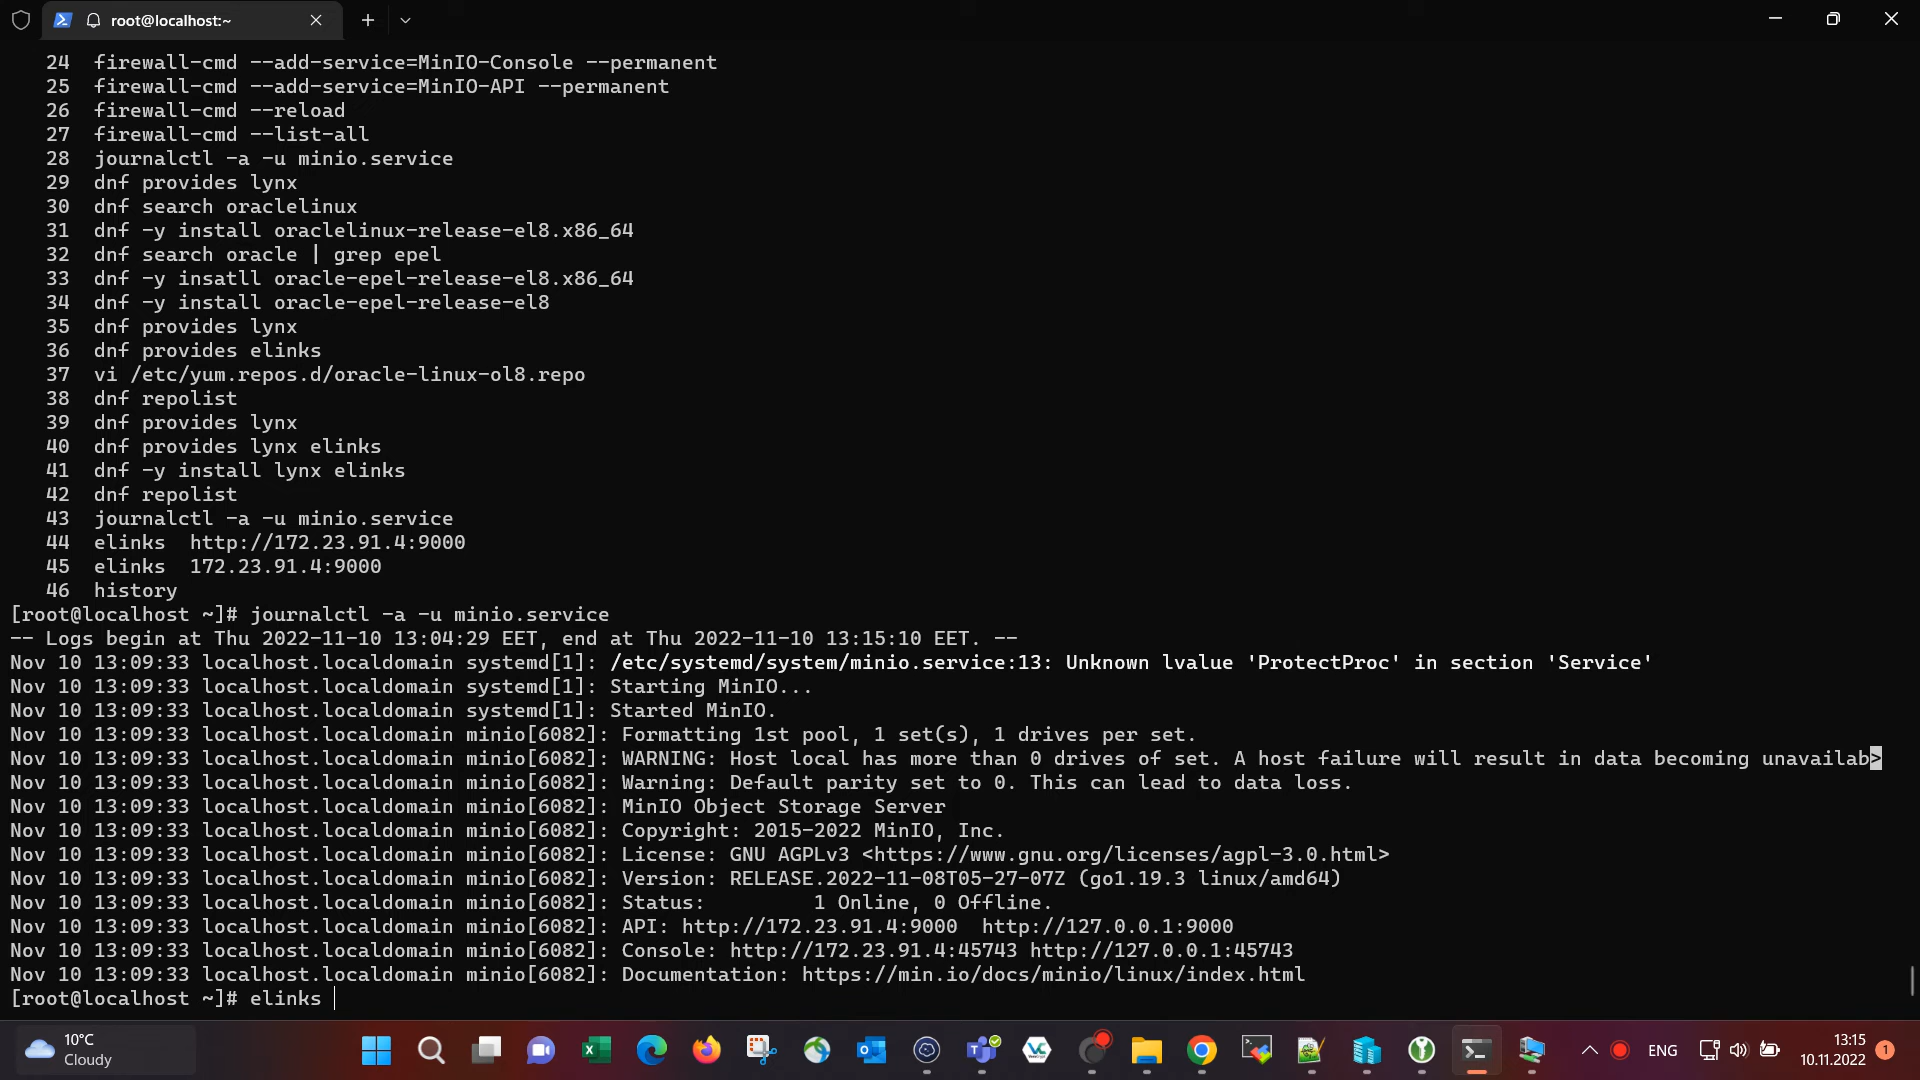 root@localhost:~
24  firewall-cmd --add-service=MinIO-Console --permanent
25  firewall-cmd --add-service=MinIO-API --permanent
26  firewall-cmd --reload
27  firewall-cmd --list-all
28  journalctl -a -u minio.service
29  dnf provides lynx
30  dnf search oraclelinux
31  dnf -y install oraclelinux-release-el8.x86_64
32  dnf search oracle | grep epel
33  dnf -y insatll oracle-epel-release-el8.x86_64
34  dnf -y install oracle-epel-release-el8
35  dnf provides lynx
36  dnf provides elinks
37  vi /etc/yum.repos.d/oracle-linux-ol8.repo
38  dnf repolist
39  dnf provides lynx
40  dnf provides lynx elinks
41  dnf -y install lynx elinks
42  dnf repolist
43  journalctl -a -u minio.service
44  elinks  http://172.23.91.4:9000
45  elinks  172.23.91.4:9000
46  history
[root@localhost ~]# journalctl -a -u minio.service
-- Logs begin at Thu 2022-11-10 13:04:29 EET, end at Thu 2022-11-10 13:15:10 EET. --
Nov 10 13:09:33 localhost.localdomain systemd[1]: /etc/systemd/system/minio.service:13: Unknown lvalue 'ProtectProc' in section 'Service'
Nov 10 13:09:33 localhost.localdomain systemd[1]: Starting MinIO...
Nov 10 13:09:33 localhost.localdomain systemd[1]: Started MinIO.
Nov 10 13:09:33 localhost.localdomain minio[6082]: Formatting 1st pool, 1 set(s), 1 drives per set.
Nov 10 13:09:33 localhost.localdomain minio[6082]: WARNING: Host local has more than 0 drives of set. A host failure will result in data becoming unavailab>
Nov 10 13:09:33 localhost.localdomain minio[6082]: Warning: Default parity set to 0. This can lead to data loss.
Nov 10 13:09:33 localhost.localdomain minio[6082]: MinIO Object Storage Server
Nov 10 13:09:33 localhost.localdomain minio[6082]: Copyright: 2015-2022 MinIO, Inc.
Nov 10 13:09:33 localhost.localdomain minio[6082]: License: GNU AGPLv3 <https://www.gnu.org/licenses/agpl-3.0.html>
Nov 10 13:09:33 localhost.localdomain minio[6082]: Version: RELEASE.2022-11-08T05-27-07Z (go1.19.3 linux/amd64)
Nov 10 13:09:33 localhost.localdomain minio[6082]: Status:         1 Online, 0 Offline.
Nov 10 13:09:33 localhost.localdomain minio[6082]: API: http://172.23.91.4:9000  http://127.0.0.1:9000
Nov 10 13:09:33 localhost.localdomain minio[6082]: Console: http://172.23.91.4:45743 http://127.0.0.1:45743
Nov 10 13:09:33 localhost.localdomain minio[6082]: Documentation: https://min.io/docs/minio/linux/index.html
[root@localhost ~]# elinks
10°C
Cloudy
ENG
13:15
10.11.2022
1